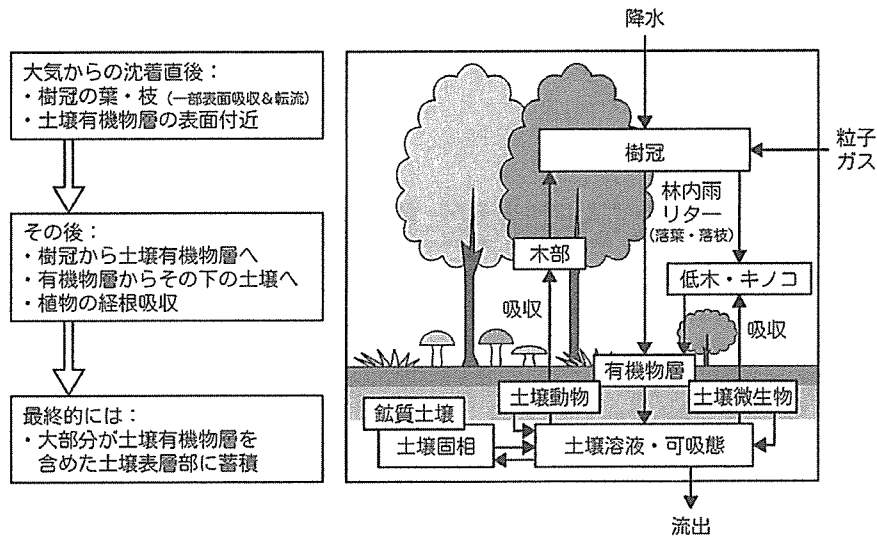 大気からの沈着直後：
・樹冠の葉・枝（一部表面吸収&転流）
・土壌有機物層の表面付近
その後：
・樹冠から土壌有機物層へ
・有機物層からその下の土壌へ
・植物の経根吸収
最終的には：
・大部分が土壌有機物層を
含めた土壌表層部に蓄積
降水
樹冠
粒子
ガス
林内雨
リター
（落葉・落枝）
木部
低木・キノコ
吸収
吸収
有機物層
土壌動物
土壌微生物
鉱質土壌
土壌固相
土壌溶液・可吸態
流出